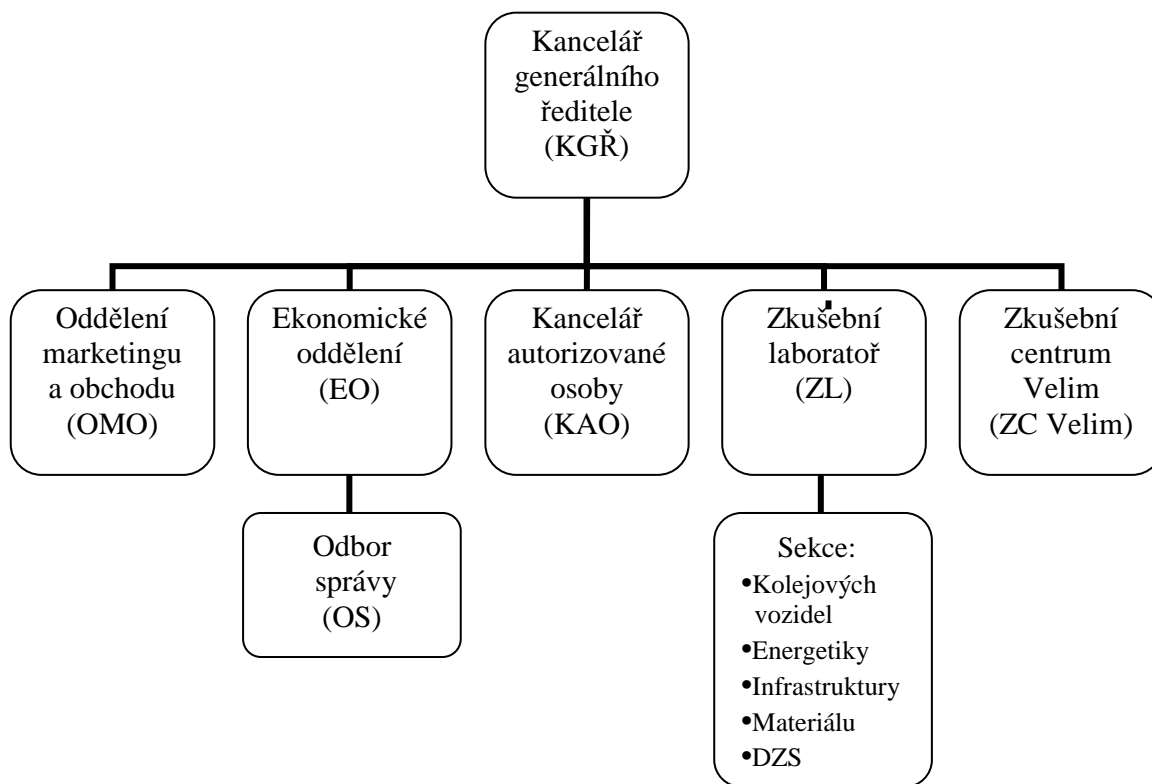 Kancelář
generálního
ředitele
(KGŘ)
Oddělení
marketingu
a obchodu
(OMO)
Ekonomické
oddělení
(EO)
Kancelář
autorizované
osoby
(KAO)
Zkušební
laboratoř
(ZL)
Zkušební
centrum
Velim
(ZC Velim)
Odbor
správy
(OS)
Sekce:
•Kolejových
vozidel
•Energetiky
•Infrastruktury
•Materiálu
•DZS